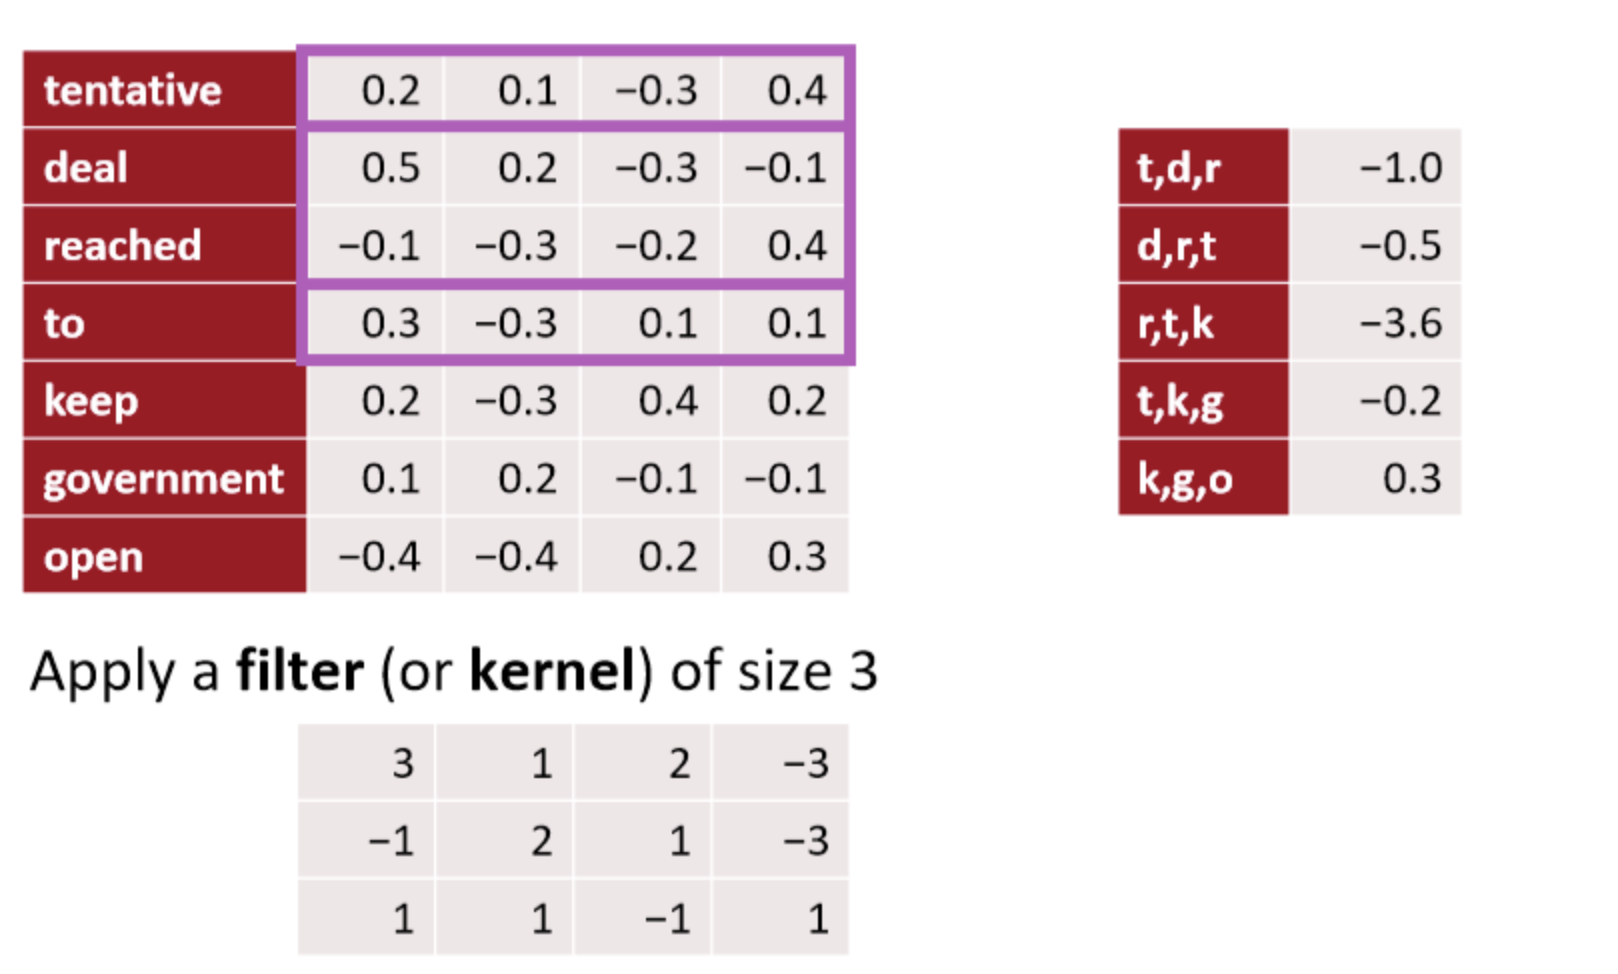 tentative 0.2 0.1 −0.3 0.4
deal 0.5 0.2 −0.3 −0.1
reached −0.1 −0.3 −0.2 0.4
to 0.3 −0.3 0.1 0.1
keep 0.2 −0.3 0.4 0.2
government 0.1 0.2 −0.1 −0.1
open −0.4 −0.4 0.2 0.3
t,d,r −1.0
d,r,t −0.5
r,t,k −3.6
t,k,g −0.2
k,g,o 0.3
Apply a filter (or kernel) of size 3
3 1 2 −3
−1 2 1 −3
1 1 −1 1